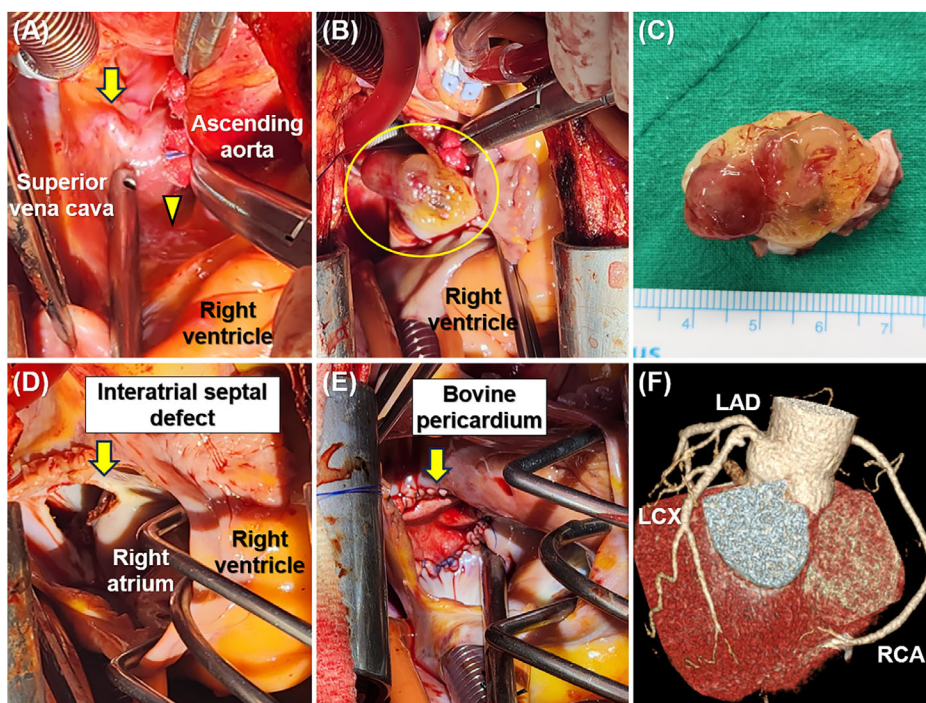 (A)
Ascending
aorta
Superior
vena cava
Right
ventricle
(B)
Right
ventricle
(C)
4 5 6 7
us
(D)
Interatrial septal
defect
Right
atrium
Right
ventricle
(E)
Bovine
pericardium
(F)
LAD
LCX
RCA